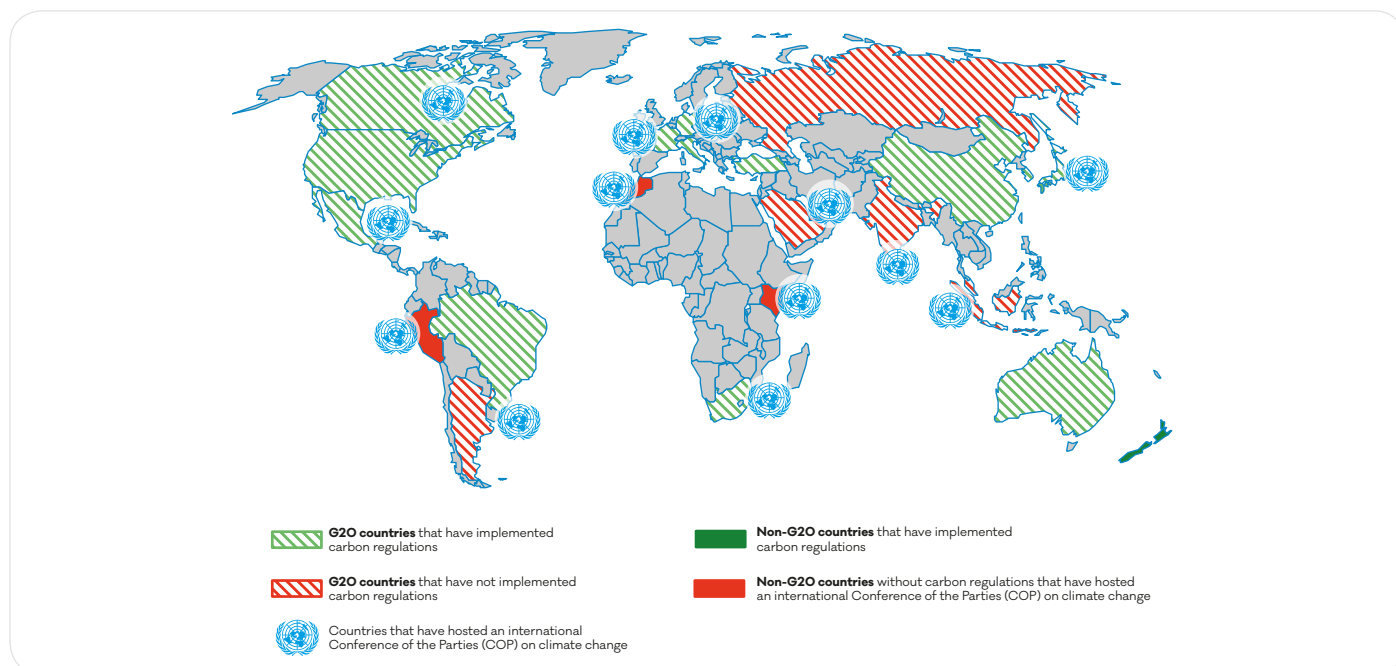 G20 countries that have implemented
carbon regulations
Non-G20 countries that have implemented
carbon regulations
G20 countries that have not implemented
carbon regulations
Non-G20 countries without carbon regulations that have hosted
an international Conference of the Parties (COP) on climate change
Countries that have hosted an international
Conference of the Parties (COP) on climate change